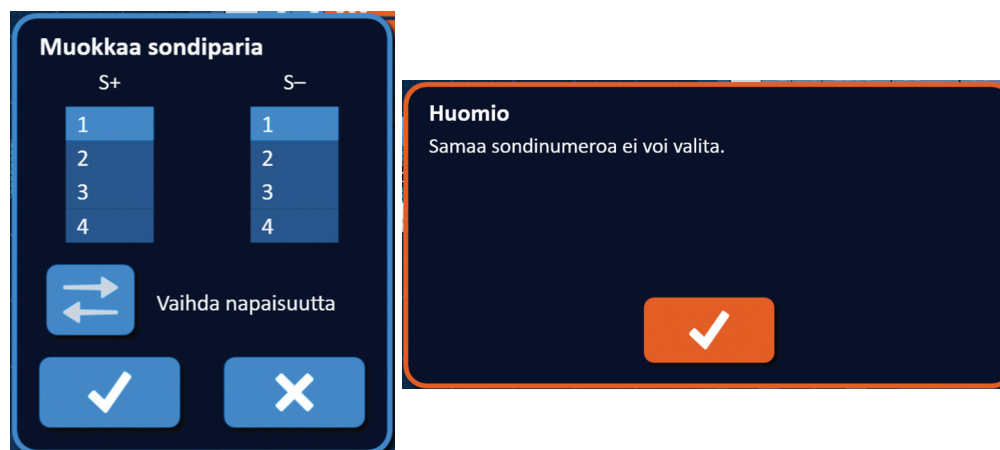 Muokkaa sondiparia
S+ S–
1 1
2 2
3 3
4 4
Vaihda napaisuutta
Huomio
Samaa sondinumeroa ei voi valita.